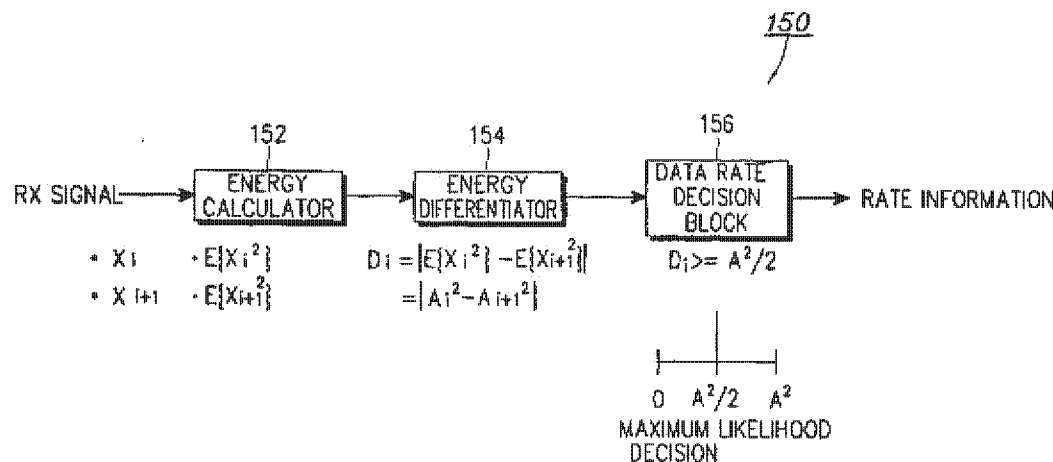 150
152
154
156
RX SIGNAL
ENERGY
CALCULATOR
ENERGY
DIFFERENTIATOR
DATA RATE
DECISION
BLOCK
RATE INFORMATION
• Xi · E{Xi²}
• Xi+1 · E{Xi+1²}
Di = |E{Xi²} – E{Xi+1²}|
= |Ai² – Ai+1²|
Di >= A²/2
0 A²/2 A²
MAXIMUM LIKELIHOOD
DECISION